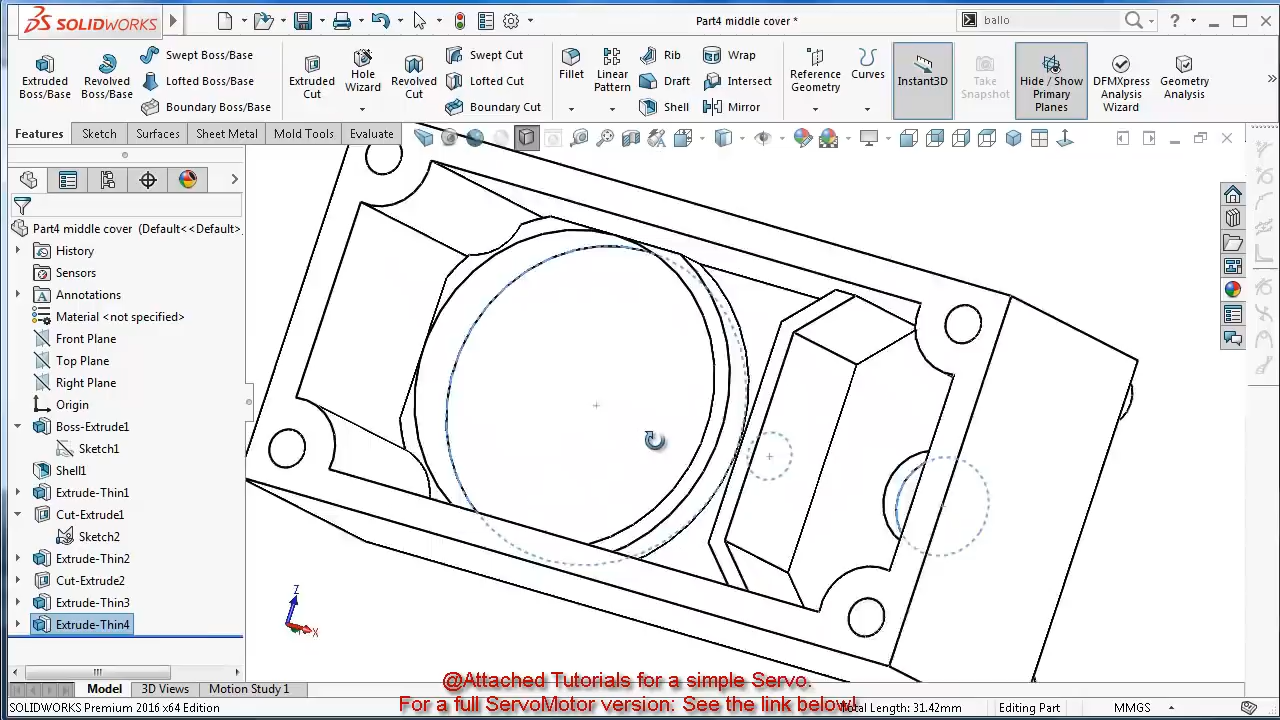 SOLIDWORKS
Part4 middle cover *
ballo
Extruded Boss/Base
Revolved Boss/Base
Swept Boss/Base
Lofted Boss/Base
Boundary Boss/Base
Extruded Cut
Hole Wizard
Revolved Cut
Swept Cut
Lofted Cut
Boundary Cut
Fillet
Linear Pattern
Rib
Draft
Shell
Wrap
Intersect
Mirror
Reference Geometry
Curves
Instant3D
Take Snapshot
Hide / Show Primary Planes
DFMXpress Analysis Wizard
Geometry Analysis
Features Sketch Surfaces Sheet Metal Mold Tools Evaluate
Part4 middle cover (Default<<Default>
History
Sensors
Annotations
Material <not specified>
Front Plane
Top Plane
Right Plane
Origin
Boss-Extrude1
Sketch1
Shell1
Extrude-Thin1
Cut-Extrude1
Sketch2
Extrude-Thin2
Cut-Extrude2
Extrude-Thin3
Extrude-Thin4
Z
X
Model 3D Views Motion Study 1
@Attached Tutorials for a simple Servo.
For a full ServoMotor version: See the link below!
SOLIDWORKS Premium 2016 x64 Edition
Total Length: 31.42mm Editing Part MMGS